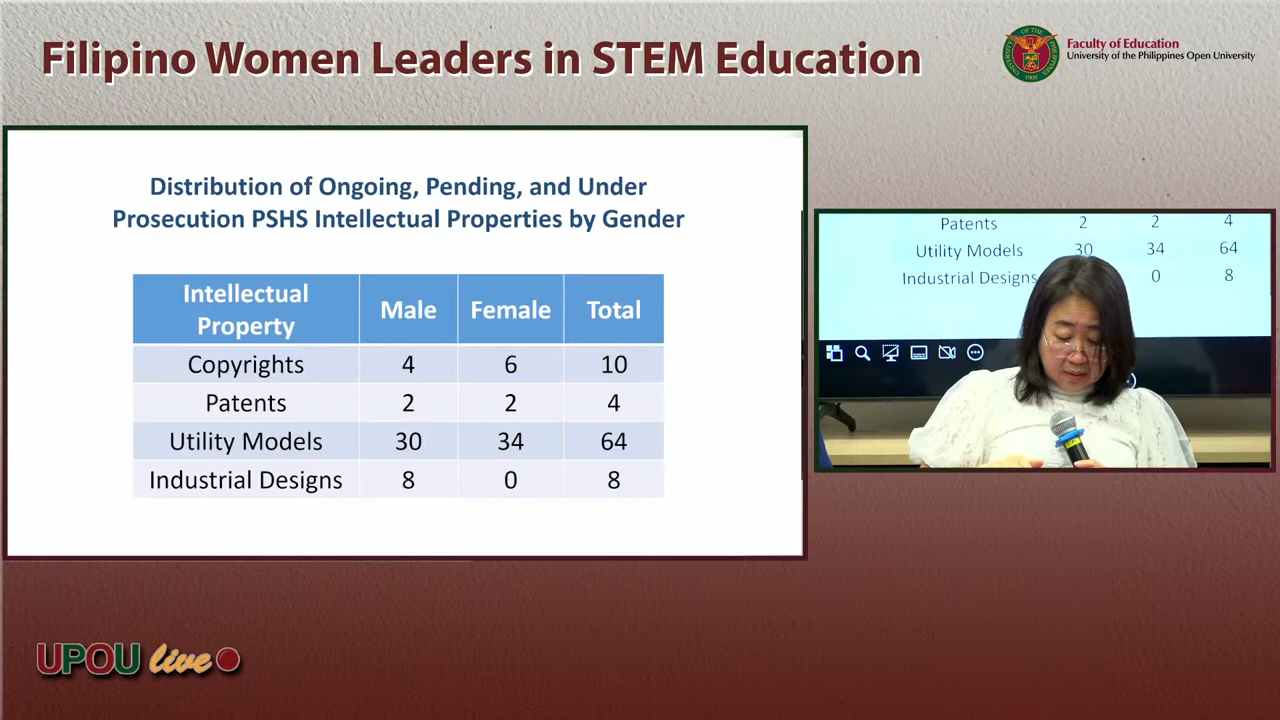 Filipino Women Leaders in STEM Education
Faculty of Education
University of the Philippines Open University
Distribution of Ongoing, Pending, and Under
Prosecution PSHS Intellectual Properties by Gender
Intellectual Property Male Female Total
Copyrights 4 6 10
Patents 2 2 4
Utility Models 30 34 64
Industrial Designs 8 0 8
Patents 2 2 4
Utility Models 30 34 64
Industrial Designs 0 8
UPOU live